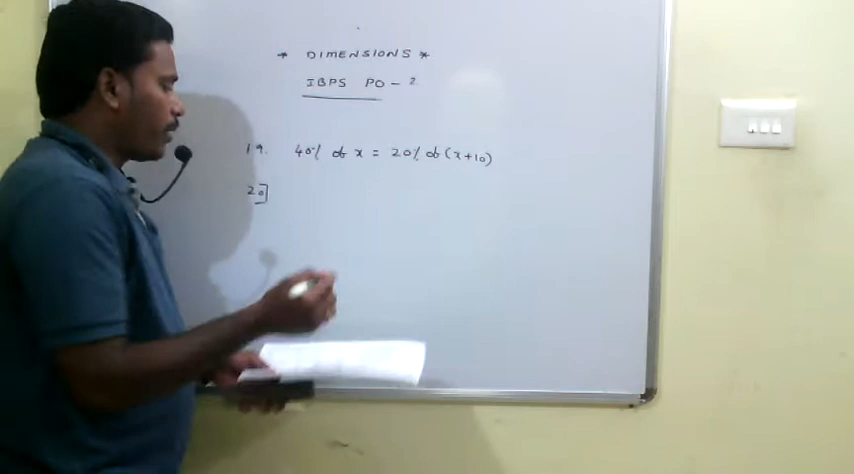 * DIMENSIONS *
IBPS PO - 2
19. 40% of x = 20% of (x+10)
20]